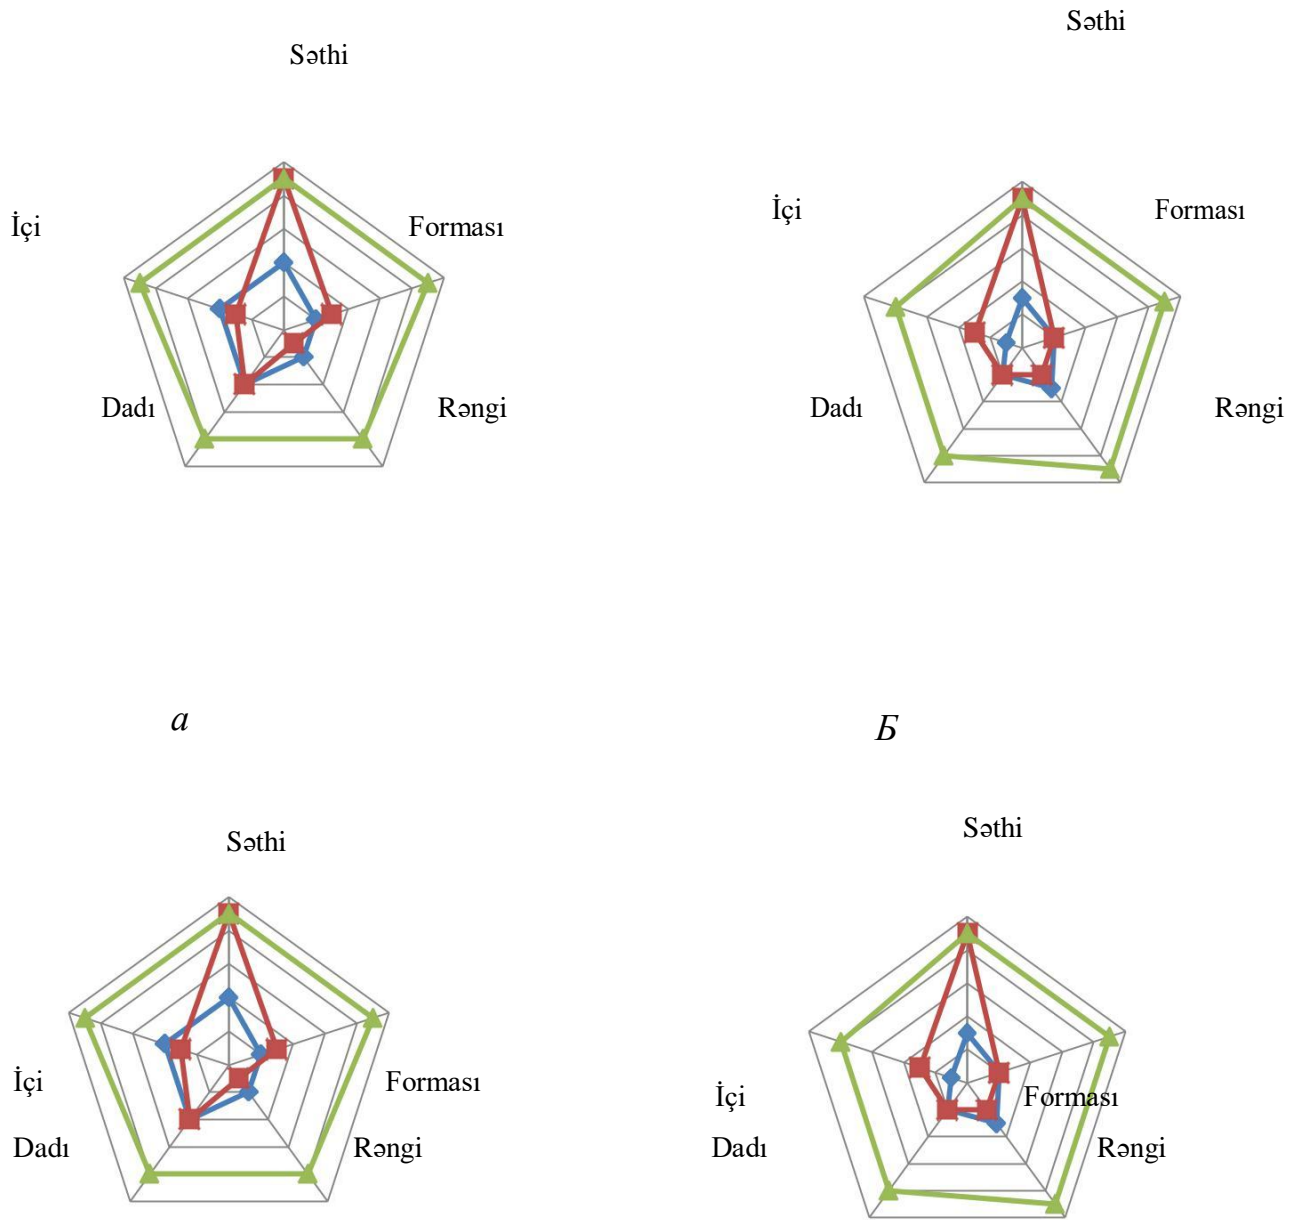 Səthi
Səthi
İçi
Forması
İçi
Forması
Dadı
Rəngi
Dadı
Rəngi
а
Б
Səthi
Səthi
İçi
Forması
İçi
Forması
Dadı
Rəngi
Dadı
Rəngi